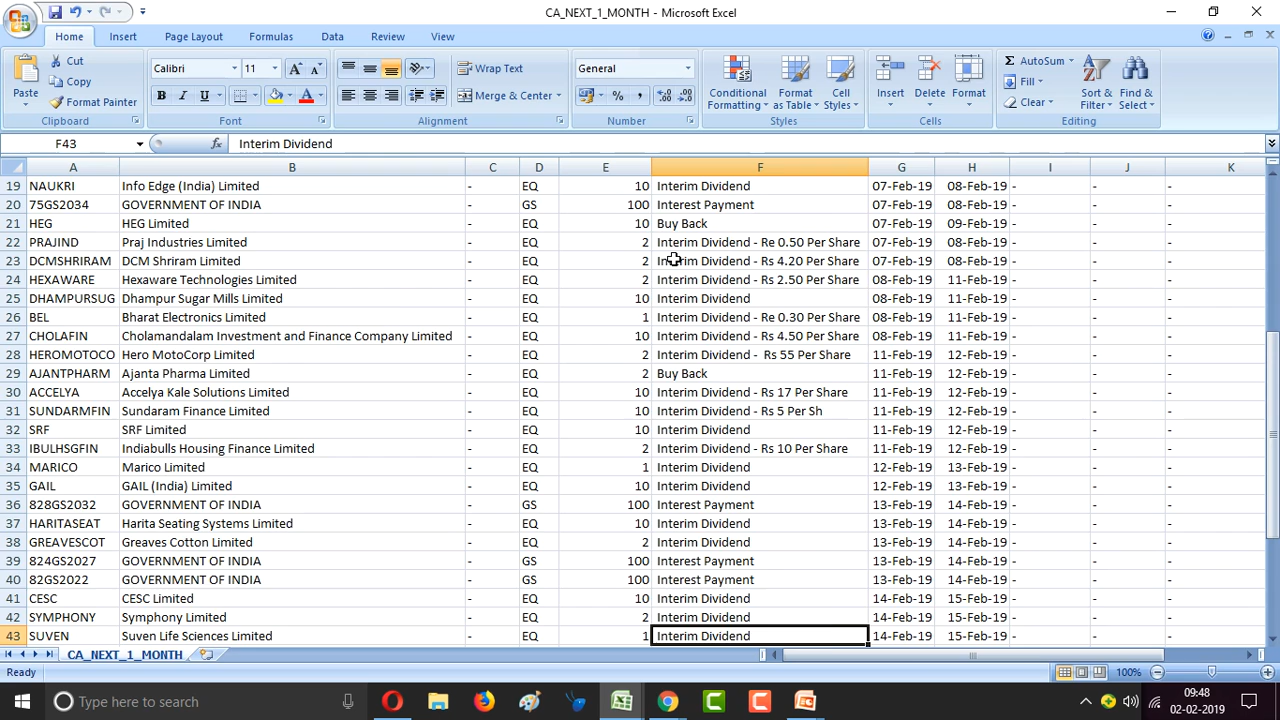 CA_NEXT_1_MONTH - Microsoft Excel
Home Insert Page Layout Formulas Data Review View
Paste Cut Copy Format Painter Clipboard
Calibri 11 B I U A A A Font
Wrap Text Merge & Center Alignment
General % , Number
Conditional Formatting Format as Table Cell Styles Styles
Insert Delete Format Cells
Σ AutoSum Fill Clear Sort & Filter Find & Select Editing
F43 fx Interim Dividend
A B C D E F G H I J K
19 NAUKRI Info Edge (India) Limited - EQ 10 Interim Dividend 07-Feb-19 08-Feb-19 - - -
20 75GS2034 GOVERNMENT OF INDIA - GS 100 Interest Payment 07-Feb-19 08-Feb-19 - - -
21 HEG HEG Limited - EQ 10 Buy Back 07-Feb-19 09-Feb-19 - - -
22 PRAJIND Praj Industries Limited - EQ 2 Interim Dividend - Re 0.50 Per Share 07-Feb-19 08-Feb-19 - - -
23 DCMSHRIRAM DCM Shriram Limited - EQ 2 Interim Dividend - Rs 4.20 Per Share 07-Feb-19 08-Feb-19 - - -
24 HEXAWARE Hexaware Technologies Limited - EQ 2 Interim Dividend - Rs 2.50 Per Share 08-Feb-19 11-Feb-19 - - -
25 DHAMPURSUG Dhampur Sugar Mills Limited - EQ 10 Interim Dividend 08-Feb-19 11-Feb-19 - - -
26 BEL Bharat Electronics Limited - EQ 1 Interim Dividend - Re 0.30 Per Share 08-Feb-19 11-Feb-19 - - -
27 CHOLAFIN Cholamandalam Investment and Finance Company Limited - EQ 10 Interim Dividend - Rs 4.50 Per Share 08-Feb-19 11-Feb-19 - - -
28 HEROMOTOCO Hero MotoCorp Limited - EQ 2 Interim Dividend - Rs 55 Per Share 11-Feb-19 12-Feb-19 - - -
29 AJANTPHARM Ajanta Pharma Limited - EQ 2 Buy Back 11-Feb-19 12-Feb-19 - - -
30 ACCELYA Accelya Kale Solutions Limited - EQ 10 Interim Dividend - Rs 17 Per Share 11-Feb-19 12-Feb-19 - - -
31 SUNDARMFIN Sundaram Finance Limited - EQ 10 Interim Dividend - Rs 5 Per Sh 11-Feb-19 12-Feb-19 - - -
32 SRF SRF Limited - EQ 10 Interim Dividend 11-Feb-19 12-Feb-19 - - -
33 IBULHSGFIN Indiabulls Housing Finance Limited - EQ 2 Interim Dividend - Rs 10 Per Share 11-Feb-19 12-Feb-19 - - -
34 MARICO Marico Limited - EQ 1 Interim Dividend 12-Feb-19 13-Feb-19 - - -
35 GAIL GAIL (India) Limited - EQ 10 Interim Dividend 12-Feb-19 13-Feb-19 - - -
36 828GS2032 GOVERNMENT OF INDIA - GS 100 Interest Payment 13-Feb-19 14-Feb-19 - - -
37 HARITASEAT Harita Seating Systems Limited - EQ 10 Interim Dividend 13-Feb-19 14-Feb-19 - - -
38 GREAVESCOT Greaves Cotton Limited - EQ 2 Interim Dividend 13-Feb-19 14-Feb-19 - - -
39 824GS2027 GOVERNMENT OF INDIA - GS 100 Interest Payment 13-Feb-19 14-Feb-19 - - -
40 82GS2022 GOVERNMENT OF INDIA - GS 100 Interest Payment 13-Feb-19 14-Feb-19 - - -
41 CESC CESC Limited - EQ 10 Interim Dividend 14-Feb-19 15-Feb-19 - - -
42 SYMPHONY Symphony Limited - EQ 2 Interim Dividend 14-Feb-19 15-Feb-19 - - -
43 SUVEN Suven Life Sciences Limited - EQ 1 Interim Dividend 14-Feb-19 15-Feb-19 - - -
CA_NEXT_1_MONTH
Ready 100%
Type here to search
09:48
02-02-2019